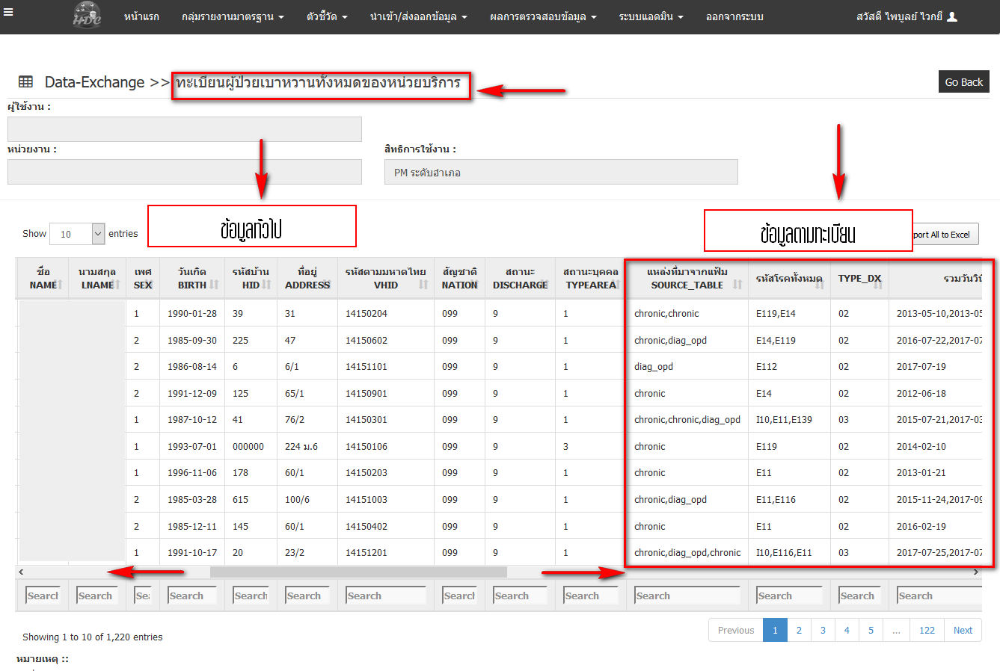 HDC หน้าแรก กลุ่มรายงานมาตรฐาน ตัวชี้วัด นำเข้า/ส่งออกข้อมูล ผลการตรวจสอบข้อมูล ระบบแอดมิน ออกจากระบบ สวัสดี ไพบูลย์ ไวกยี
Data-Exchange >> ทะเบียนผู้ป่วยเบาหวานทั้งหมดของหน่วยบริการ Go Back
ผู้ใช้งาน :
หน่วยงาน : สิทธิการใช้งาน :
PM ระดับอำเภอ
Show 10 entries ข้อมูลทั่วไป ข้อมูลตามทะเบียน port All to Excel
ชื่อ นามสกุล เพศ วันเกิด รหัสบ้าน ที่อยู่ รหัสตามมหาดไทย สัญชาติ สถานะ สถานะบุคคล แหล่งที่มาจากแฟ้ม รหัสโรคทั้งหมด TYPE_DX รวมวันวินิ
NAME LNAME SEX BIRTH HID ADDRESS VHID NATION DISCHARGE TYPEAREA SOURCE_TABLE
1 1990-01-28 39 31 14150204 099 9 1 chronic,chronic E119,E14 02 2013-05-10,2013-05
2 1985-09-30 225 47 14150602 099 9 1 chronic,diag_opd E14,E119 02 2016-07-22,2017-07
2 1986-08-14 6 6/1 14151101 099 9 1 diag_opd E112 02 2017-07-19
2 1991-12-09 125 65/1 14150901 099 9 1 chronic E14 02 2012-06-18
1 1987-10-12 41 76/2 14150301 099 9 1 chronic,chronic,diag_opd I10,E11,E139 03 2015-07-21,2017-03
1 1993-07-01 000000 224 ม.6 14150106 099 9 3 chronic E119 02 2014-02-10
1 1996-11-06 178 60/1 14150203 099 9 1 chronic E11 02 2013-01-21
2 1985-03-28 615 100/6 14151003 099 9 1 chronic,diag_opd E11,E116 02 2015-11-24,2017-09
2 1985-12-11 145 60/1 14150402 099 9 1 chronic E11 02 2016-02-19
1 1991-10-17 20 23/2 14151201 099 9 1 chronic,diag_opd,chronic I10,E116,E11 03 2017-07-25,2017-07
Search Search Sea Search Search Search Search Search Search Search Search Search Search Search
Previous 1 2 3 4 5 ... 122 Next
Showing 1 to 10 of 1,220 entries
หมายเหตุ ::